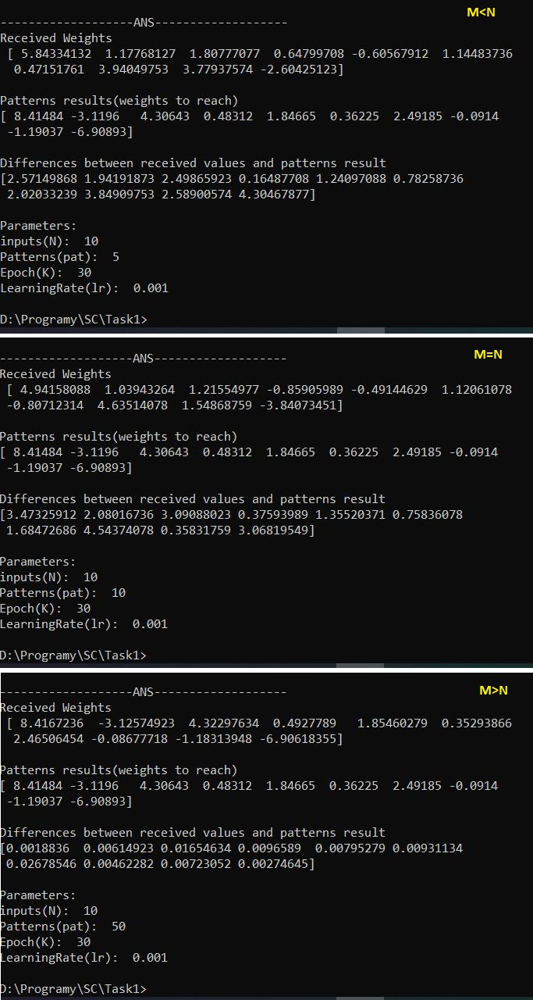 M<N
-------------------ANS-------------------
Received Weights
[ 5.84334132 1.17768127 1.80777077 0.64799708 -0.60567912 1.14483736
0.47151761 3.94049753 3.77937574 -2.60425123]
Patterns results(weights to reach)
[ 8.41484 -3.1196 4.30643 0.48312 1.84665 0.36225 2.49185 -0.0914
-1.19037 -6.90893]
Differences between received values and patterns result
[2.57149868 1.94191873 2.49865923 0.16487708 1.24097088 0.78258736
2.02033239 3.84909753 2.58900574 4.30467877]
Parameters:
inputs(N): 10
Patterns(pat): 5
Epoch(K): 30
LearningRate(lr): 0.001
D:\Programy\SC\Task1>
M=N
-------------------ANS-------------------
Received Weights
[ 4.94158088 1.03943264 1.21554977 -0.85905989 -0.49144629 1.12061078
-0.80712314 4.63514078 1.54868759 -3.84073451]
Patterns results(weights to reach)
[ 8.41484 -3.1196 4.30643 0.48312 1.84665 0.36225 2.49185 -0.0914
-1.19037 -6.90893]
Differences between received values and patterns result
[3.47325912 2.08016736 3.09088023 0.37593989 1.35520371 0.75836078
1.68472686 4.54374078 0.35831759 3.06819549]
Parameters:
inputs(N): 10
Patterns(pat): 10
Epoch(K): 30
LearningRate(lr): 0.001
D:\Programy\SC\Task1>
M>N
-------------------ANS-------------------
Received Weights
[ 8.4167236 -3.12574923 4.32297634 0.4927789 1.85460279 0.35293866
2.46506454 -0.08677718 -1.18313948 -6.90618355]
Patterns results(weights to reach)
[ 8.41484 -3.1196 4.30643 0.48312 1.84665 0.36225 2.49185 -0.0914
-1.19037 -6.90893]
Differences between received values and patterns result
[0.0018836 0.00614923 0.01654634 0.0096589 0.00795279 0.00931134
0.02678546 0.00462282 0.00723052 0.00274645]
Parameters:
inputs(N): 10
Patterns(pat): 50
Epoch(K): 30
LearningRate(lr): 0.001
D:\Programy\SC\Task1>